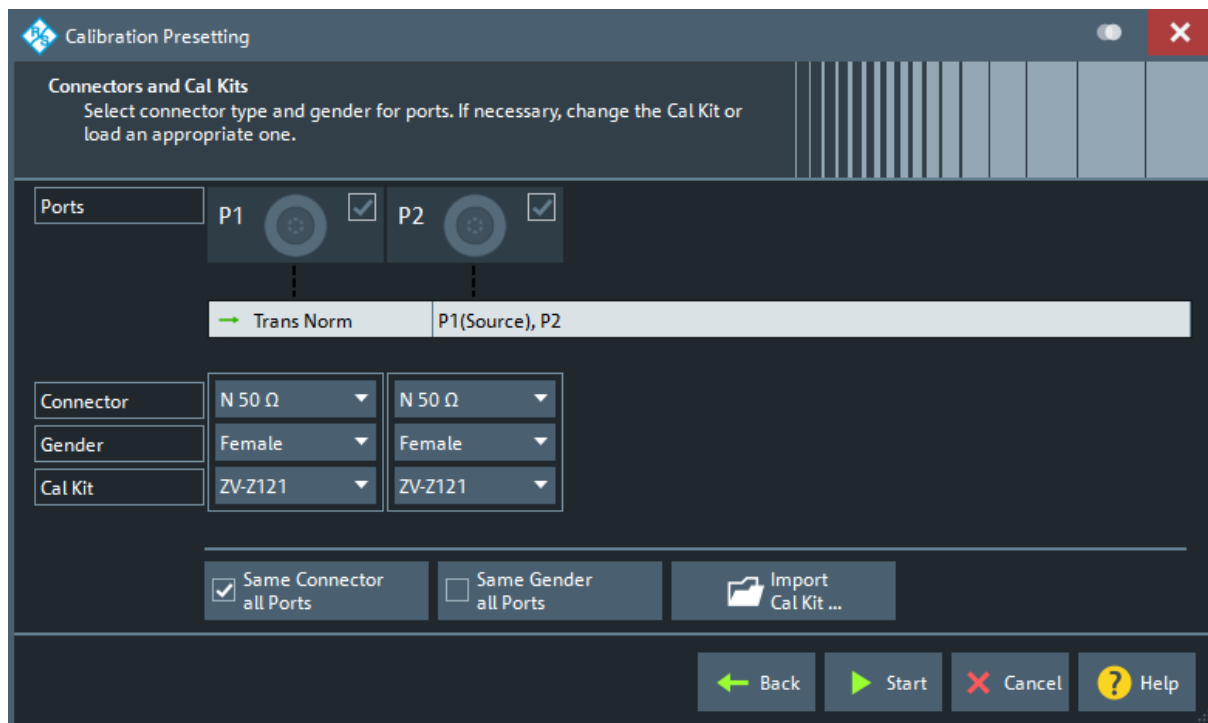 R S
Calibration Presetting
Connectors and Cal Kits
Select connector type and gender for ports. If necessary, change the Cal Kit or
load an appropriate one.
Ports
P1
P2
Trans Norm
P1(Source), P2
Connector
N 50 Ω
N 50 Ω
Gender
Female
Female
Cal Kit
ZV-Z121
ZV-Z121
Same Connector
all Ports
Same Gender
all Ports
Import
Cal Kit ...
Back
Start
Cancel
? Help